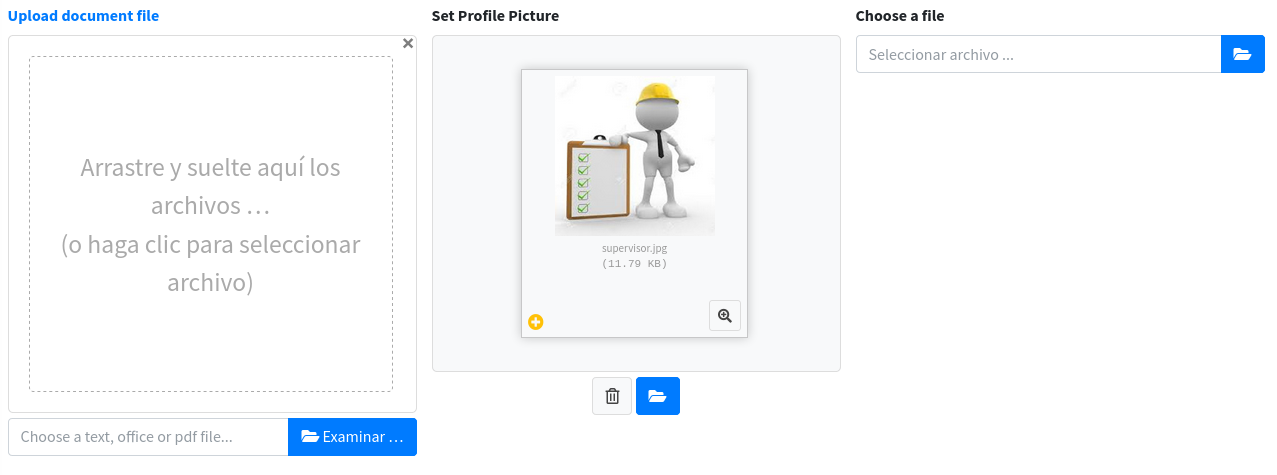 Upload document file
Arrastre y suelte aquí los
archivos …
(o haga clic para seleccionar
archivo)
Choose a text, office or pdf file...
Examinar …
Set Profile Picture
supervisor.jpg
(11.79 KB)
Choose a file
Seleccionar archivo ...